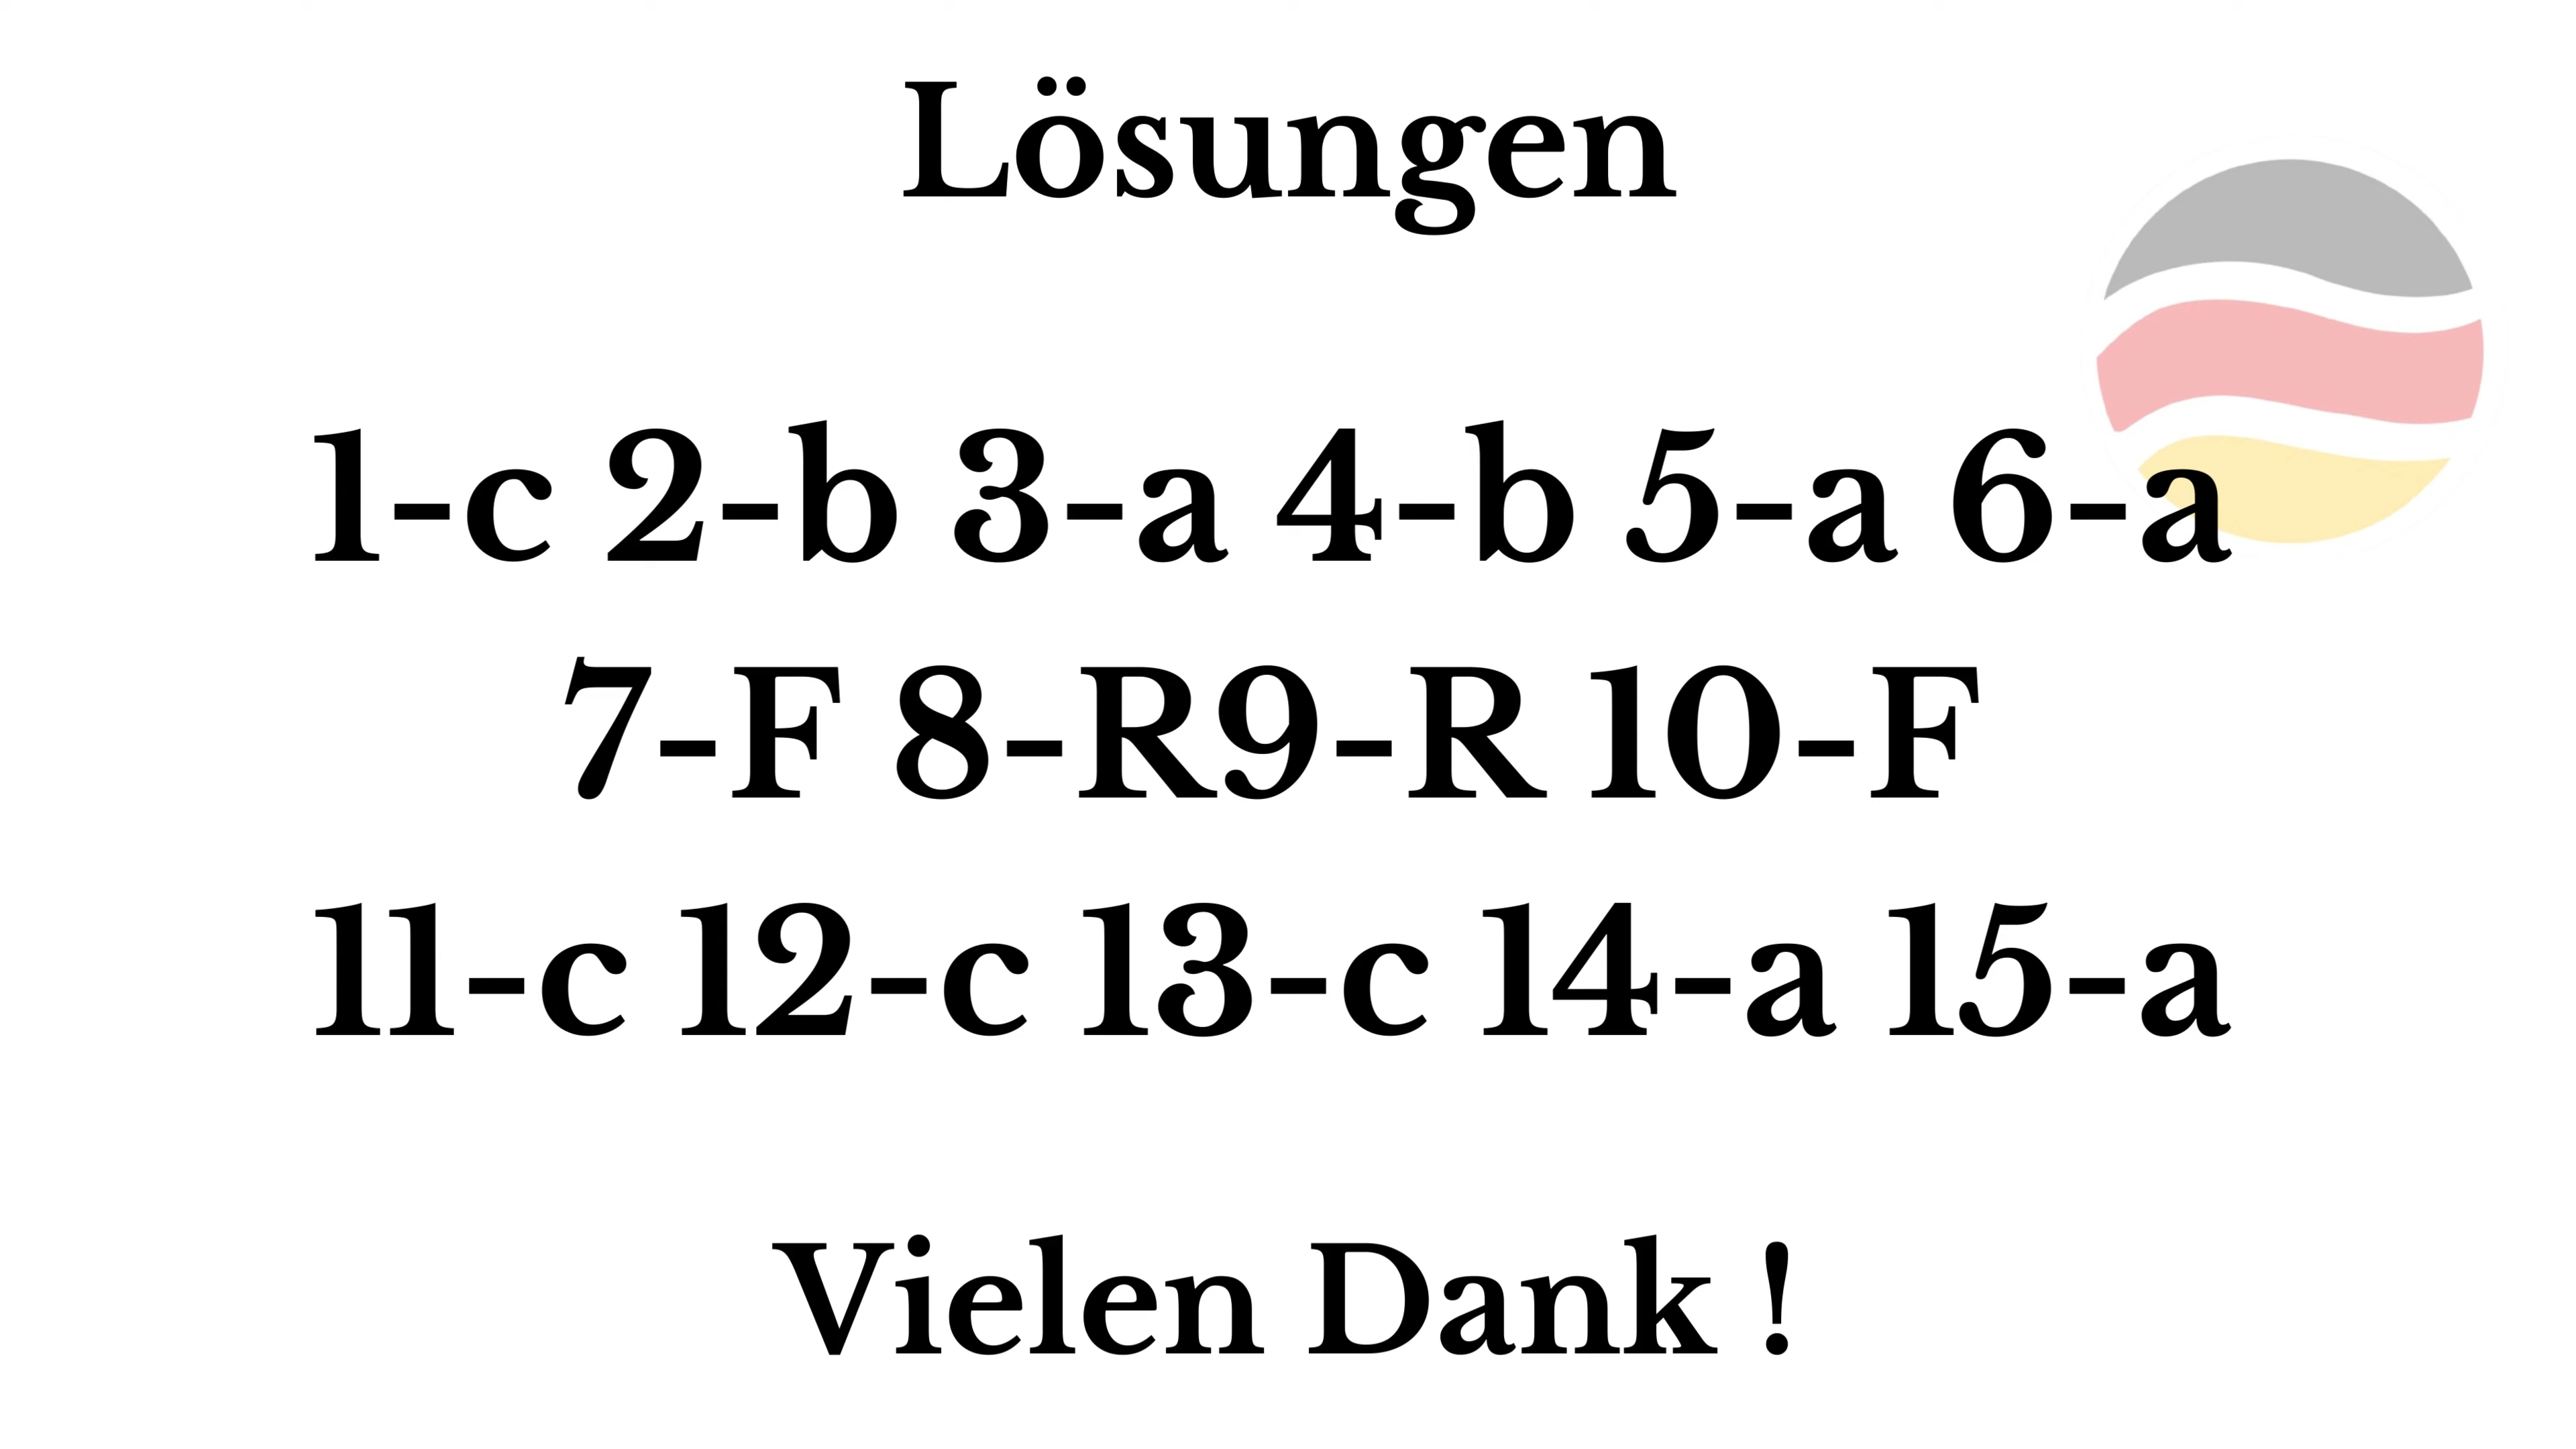 Lösungen
1-c 2-b 3-a 4-b 5-a 6-a
7-F 8-R9-R 10-F
11-c 12-c 13-c 14-a 15-a
Vielen Dank !